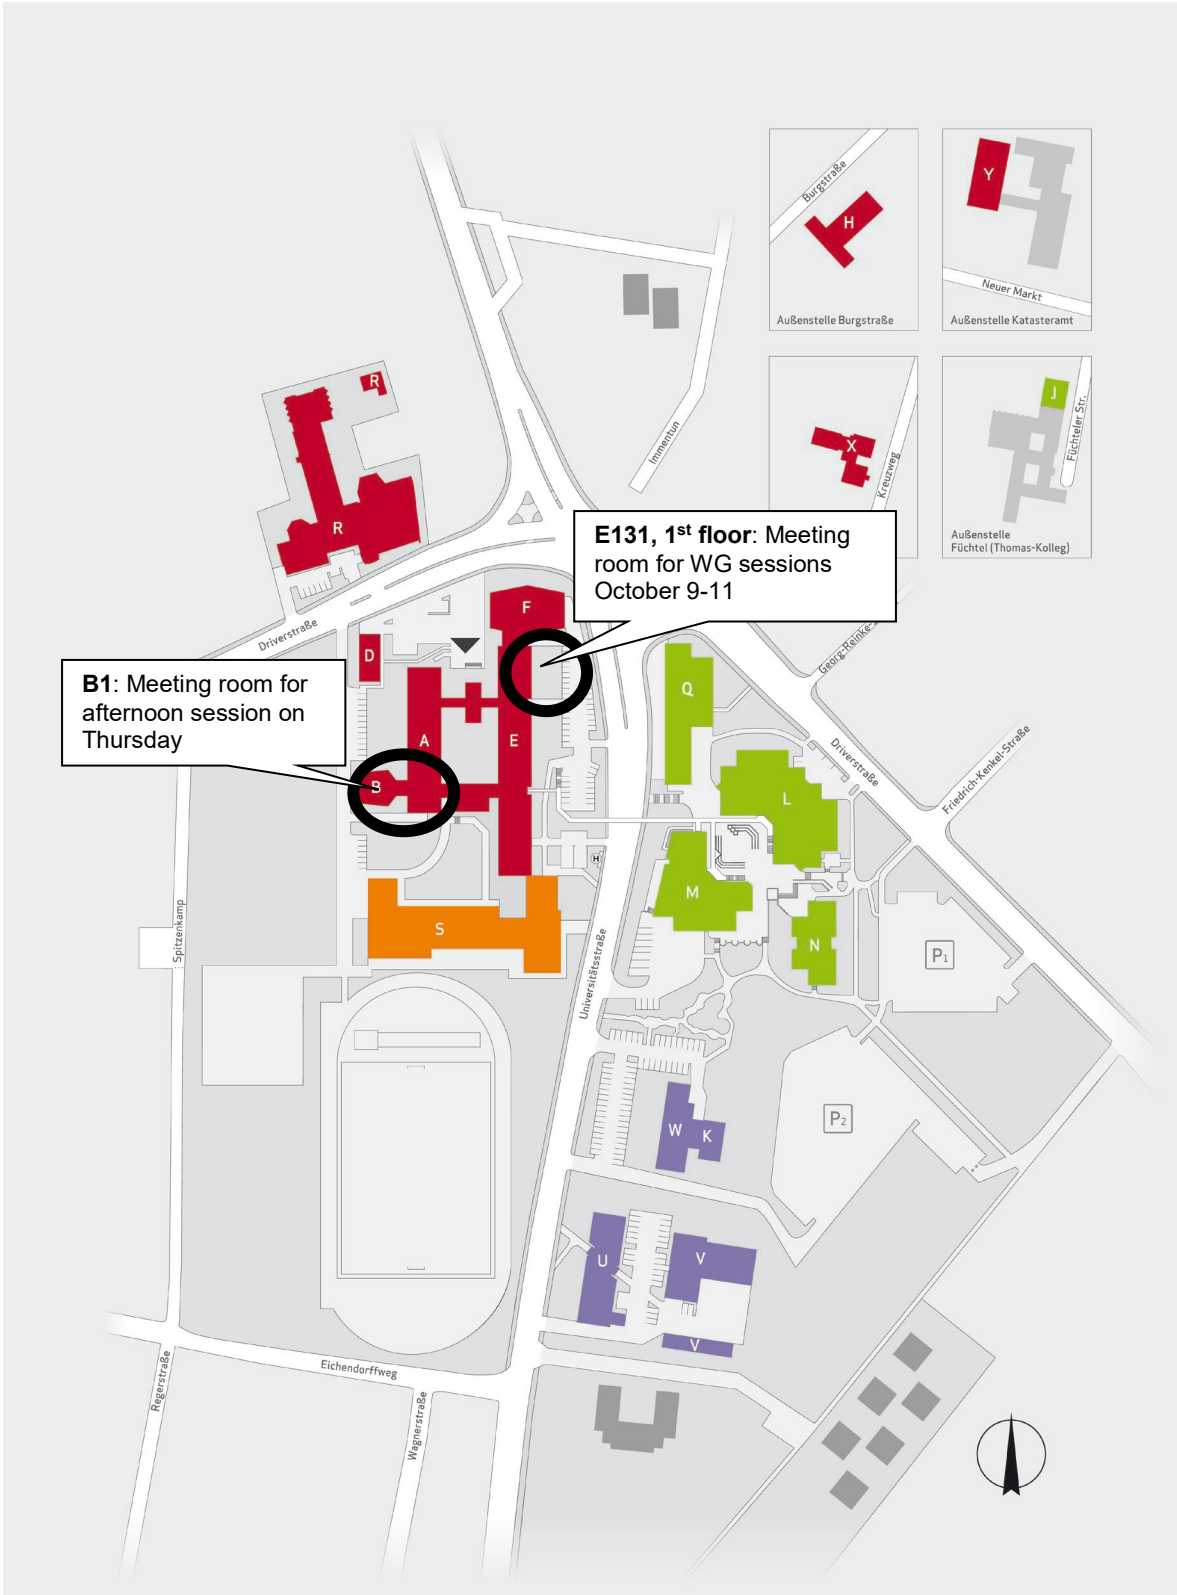 Burgstraße
H
Außenstelle Burgstraße
Y
Neuer Markt
Außenstelle Katasteramt
X
Kreuzweg
J
Füchteler Str.
Außenstelle
Füchtel (Thomas-Kolleg)
Immentun
R
R
E131, 1st floor: Meeting
room for WG sessions
October 9-11
Driverstraße
F
D
Georg-Reinke-
B1: Meeting room for
afternoon session on
Thursday
Q
A
E
B
Driverstraße
L
Friedrich-Kenkel-Straße
H
M
S
N
P1
Spitzenkamp
Universitätsstraße
P2
W
K
U
V
V
Eichendorffweg
Regerstraße
Wagnerstraße